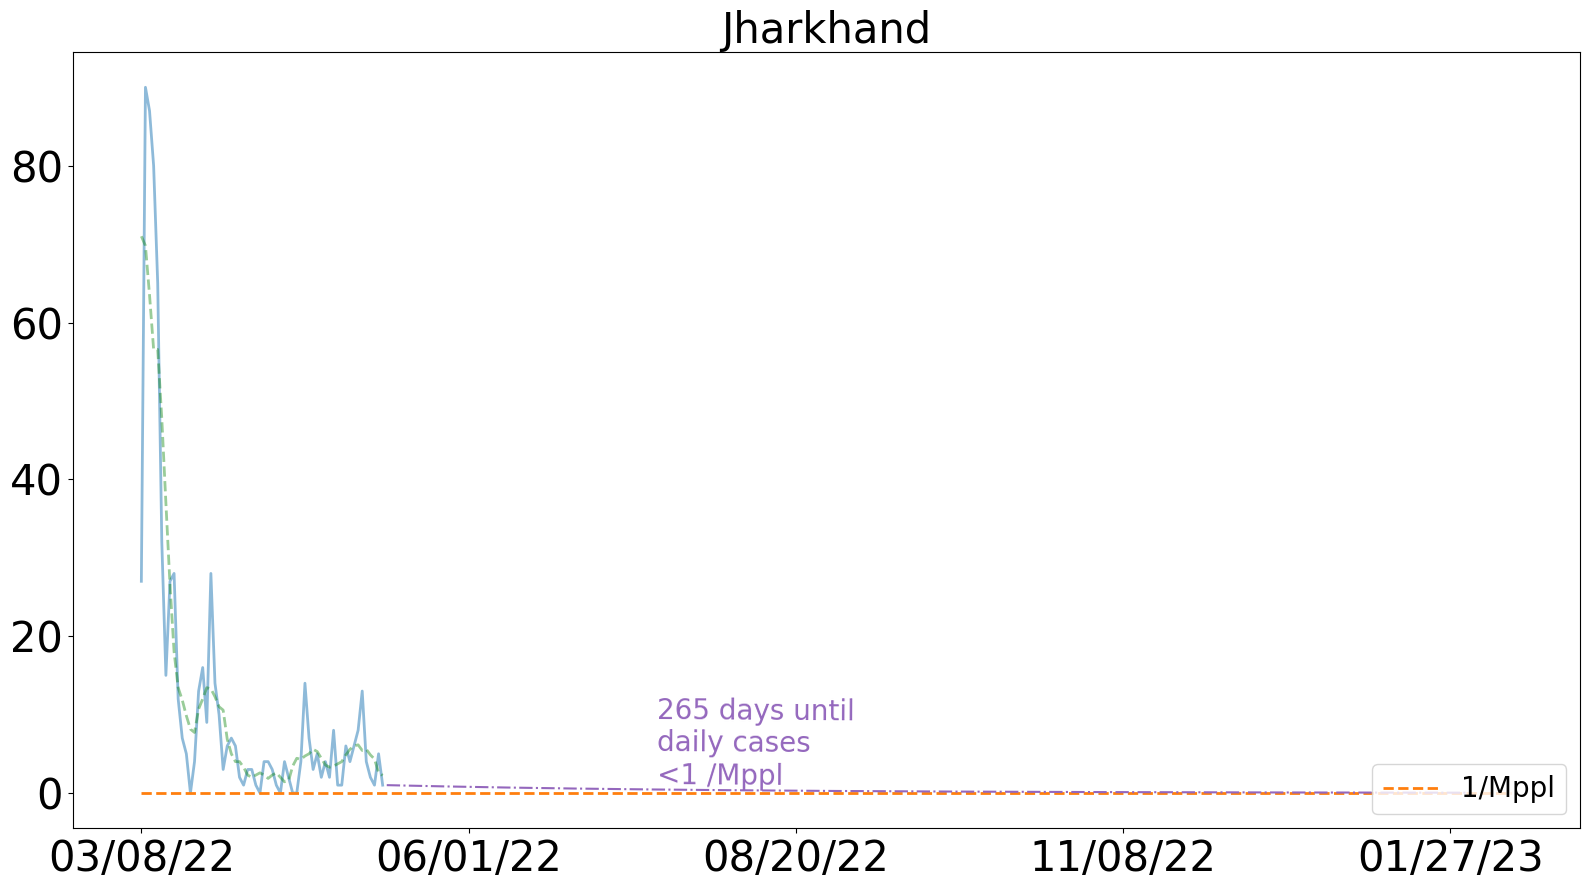 Jharkhand
80
60
40
20
0
265 days until
daily cases
<1 /Mppl
1/Mppl
03/08/22
06/01/22
08/20/22
11/08/22
01/27/23